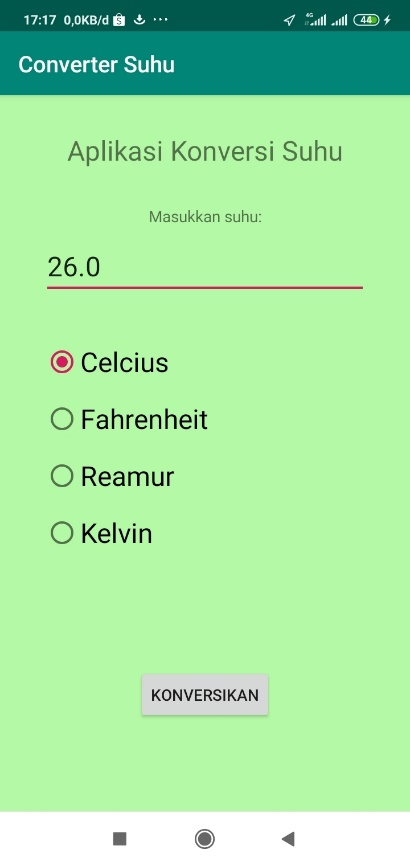 17:17 0,0KB/d
4G
44
Converter Suhu
Aplikasi Konversi Suhu
Masukkan suhu:
26.0
Celcius
Fahrenheit
Reamur
Kelvin
KONVERSIKAN